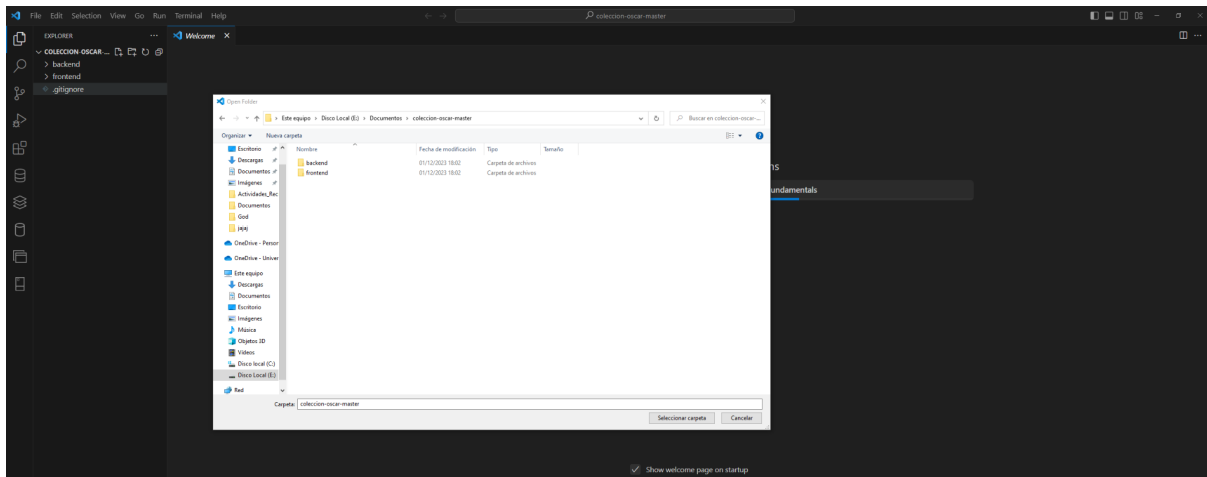 File Edit Selection View Go Run Terminal Help
coleccion-oscar-master
EXPLORER
Welcome
COLECCION-OSCAR-...
backend
frontend
.gitignore
Open Folder
Este equipo › Disco Local (E:) › Documentos › coleccion-oscar-master
Buscar en coleccion-oscar-...
Organizar Nueva carpeta
Nombre Fecha de modificación Tipo Tamaño
backend 01/12/2023 18:02 Carpeta de archivos
frontend 01/12/2023 18:02 Carpeta de archivos
Escritorio
Descargas
Documentos
Imágenes
Actividades_Rec
Documentos
God
jajaj
OneDrive - Person
OneDrive - Univer
Este equipo
Descargas
Documentos
Escritorio
Imágenes
Música
Objetos 3D
Vídeos
Disco local (C:)
Disco Local (E:)
Red
ns
undamentals
Carpeta: coleccion-oscar-master
Seleccionar carpeta Cancelar
Show welcome page on startup